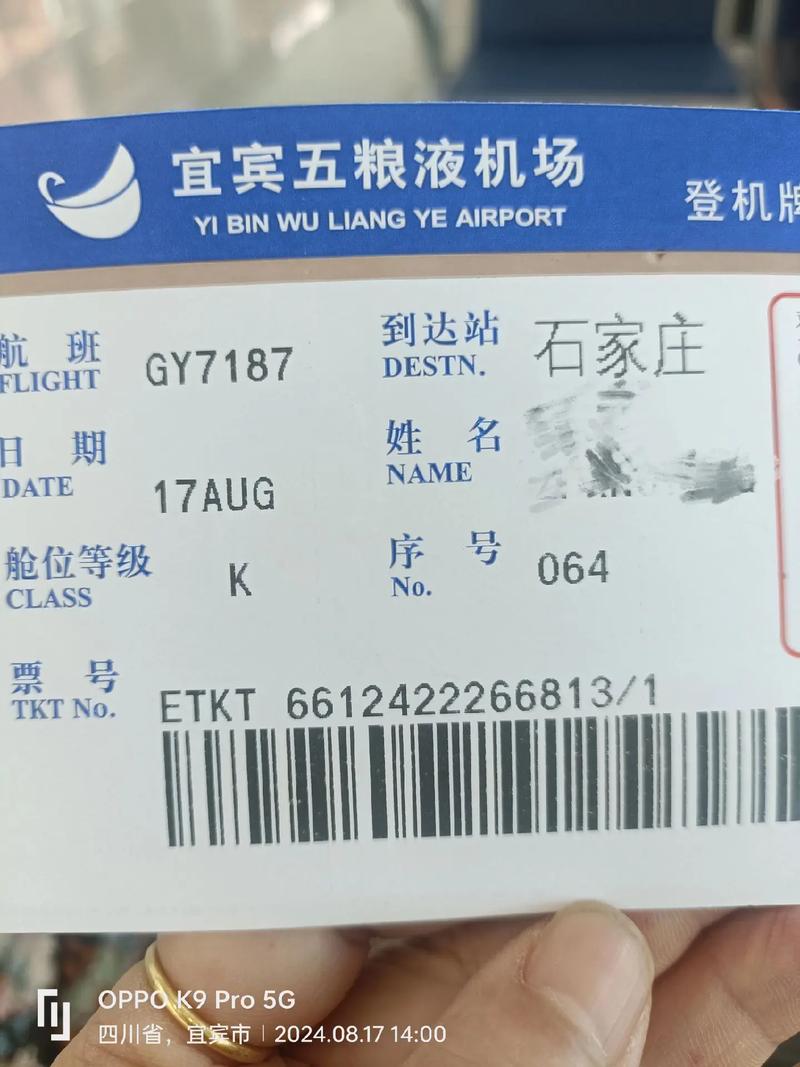 宜宾五粮液机场
YI BIN WU LIANG YE AIRPORT
登机牌
航 班 GY7187
FLIGHT
到达站 石家庄
DESTN.
日 期 17AUG
DATE
姓 名
NAME
舱位等级 K
CLASS
序 号 064
No.
票 号 ETKT 6612422266813/1
TKT No.
OPPO K9 Pro 5G
四川省，宜宾市 | 2024.08.17 14:00